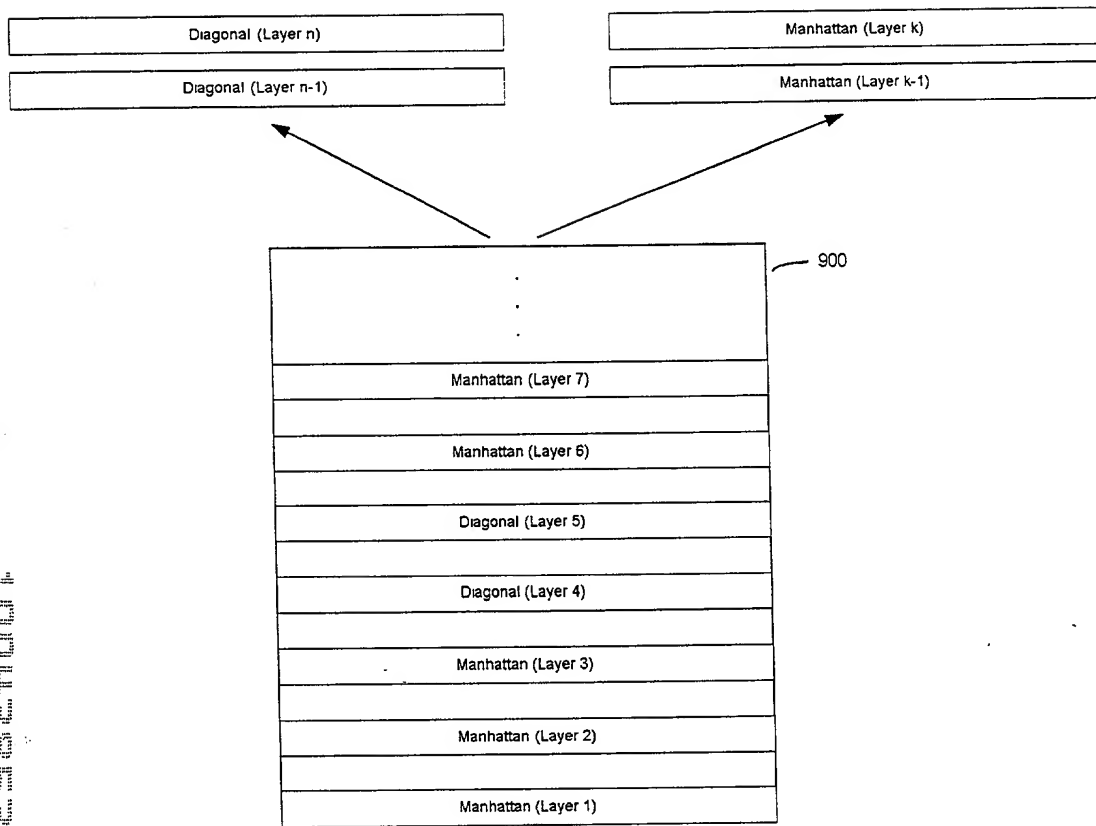 Diagonal (Layer n)
Manhattan (Layer k)
Diagonal (Layer n-1)
Manhattan (Layer k-1)
900
Manhattan (Layer 7)
Manhattan (Layer 6)
Diagonal (Layer 5)
Diagonal (Layer 4)
Manhattan (Layer 3)
Manhattan (Layer 2)
Manhattan (Layer 1)